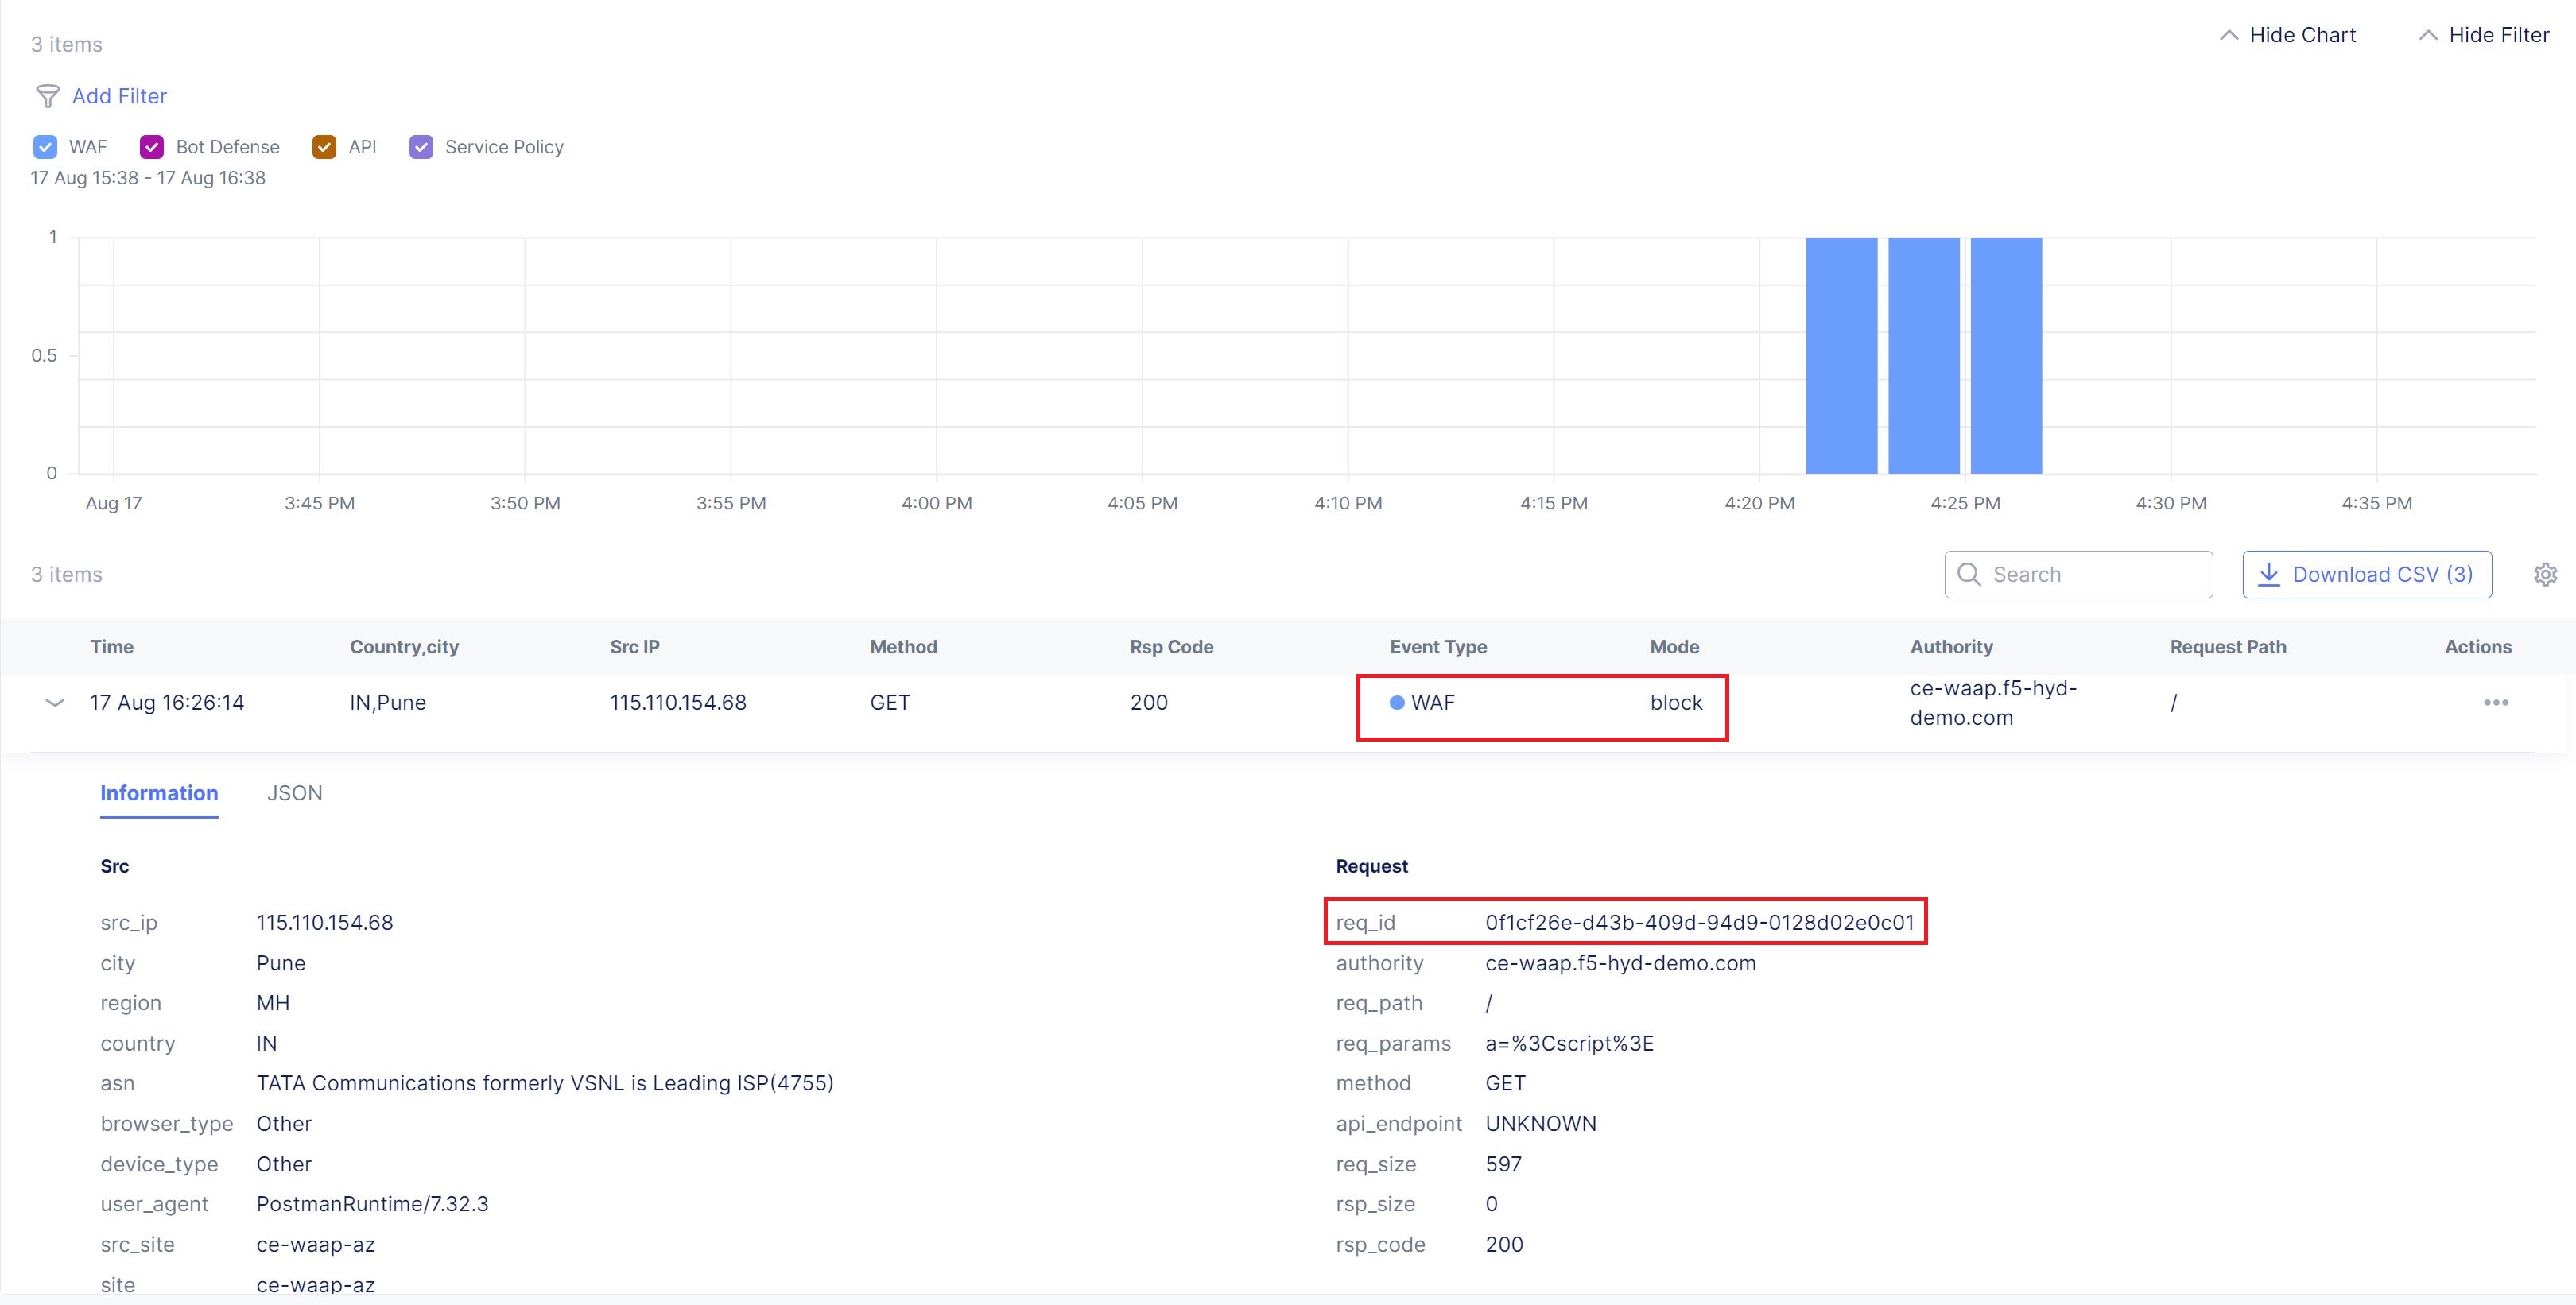 3 items
Hide Chart Hide Filter
Add Filter
WAF Bot Defense API Service Policy
17 Aug 15:38 - 17 Aug 16:38
1
0.5
0
Aug 17 3:45 PM 3:50 PM 3:55 PM 4:00 PM 4:05 PM 4:10 PM 4:15 PM 4:20 PM 4:25 PM 4:30 PM 4:35 PM
3 items Search Download CSV (3)
Time Country,city Src IP Method Rsp Code Event Type Mode Authority Request Path Actions
17 Aug 16:26:14 IN,Pune 115.110.154.68 GET 200 WAF block ce-waap.f5-hyd-
demo.com /
Information JSON
Src
src_ip 115.110.154.68
city Pune
region MH
country IN
asn TATA Communications formerly VSNL is Leading ISP(4755)
browser_type Other
device_type Other
user_agent PostmanRuntime/7.32.3
src_site ce-waap-az
site ce-waap-az
Request
req_id 0f1cf26e-d43b-409d-94d9-0128d02e0c01
authority ce-waap.f5-hyd-demo.com
req_path /
req_params a=%3Cscript%3E
method GET
api_endpoint UNKNOWN
req_size 597
rsp_size 0
rsp_code 200